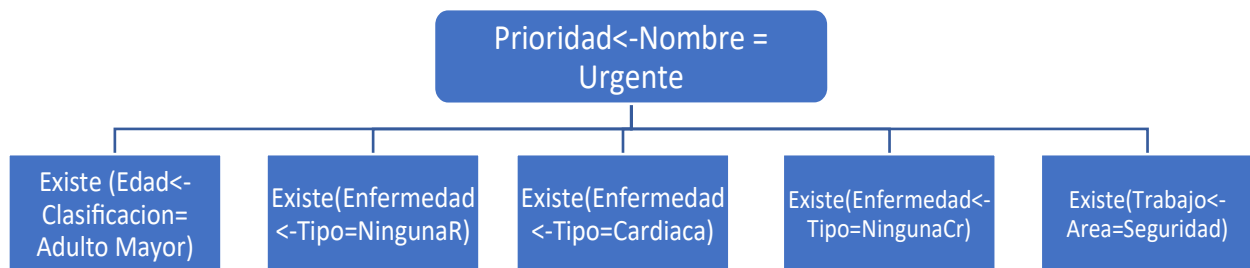 Prioridad<-Nombre =
Urgente
Existe (Edad<-
Clasificacion=
Adulto Mayor)
Existe(Enfermedad
<-Tipo=NingunaR)
Existe(Enfermedad
<-Tipo=Cardiaca)
Existe(Enfermedad<-
Tipo=NingunaCr)
Existe(Trabajo<-
Area=Seguridad)